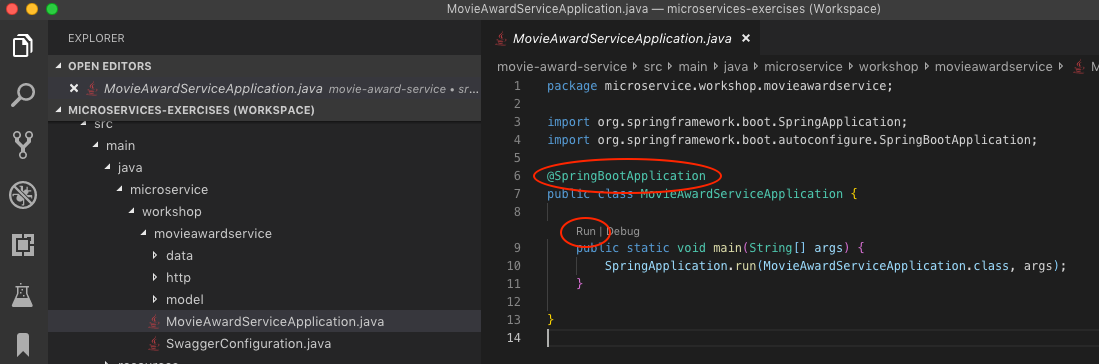 MovieAwardServiceApplication.java — microservices-exercises (Workspace)
EXPLORER
OPEN EDITORS
MovieAwardServiceApplication.java movie-award-service • sr...
MICROSERVICES-EXERCISES (WORKSPACE)
src
main
java
microservice
workshop
movieawardservice
data
http
model
MovieAwardServiceApplication.java
SwaggerConfiguration.java
MovieAwardServiceApplication.java
movie-award-service src main java microservice workshop movieawardservice M
1 package microservice.workshop.movieawardservice;
2
3 import org.springframework.boot.SpringApplication;
4 import org.springframework.boot.autoconfigure.SpringBootApplication;
5
6 @SpringBootApplication
7 public class MovieAwardServiceApplication {
8
Run | Debug
9 public static void main(String[] args) {
10 SpringApplication.run(MovieAwardServiceApplication.class, args);
11 }
12
13 }
14